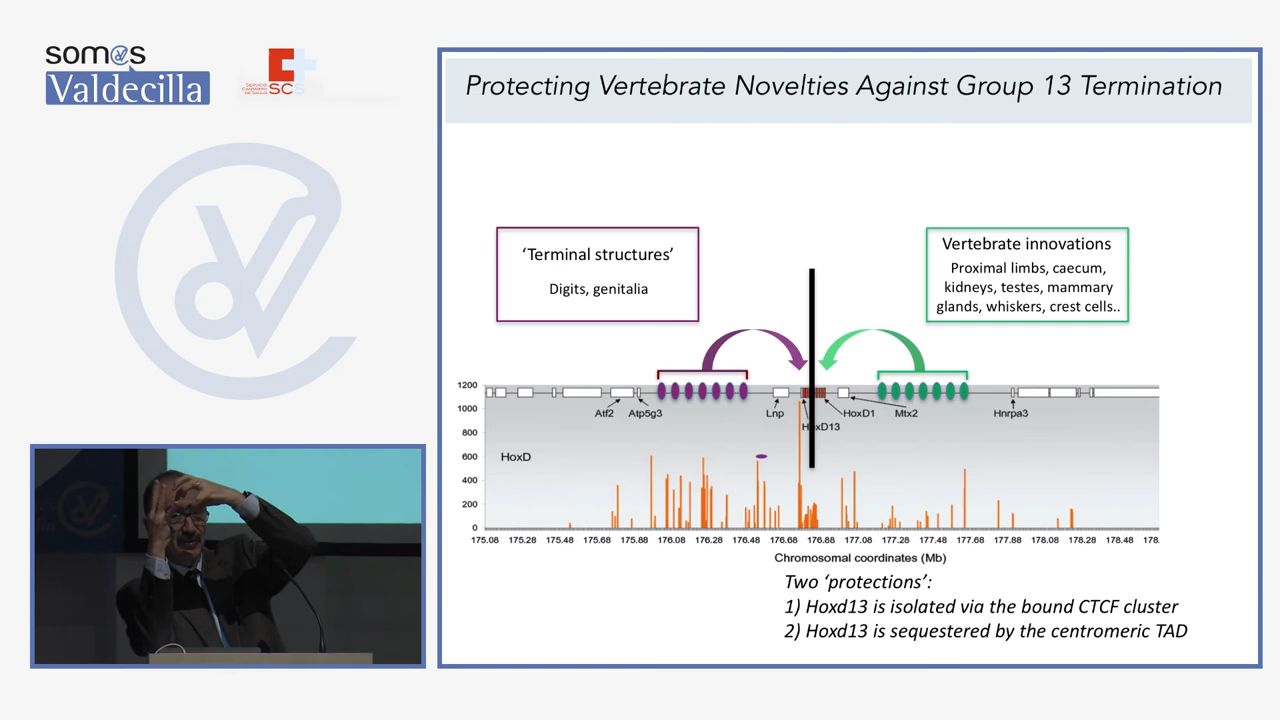 somos
Valdecilla
SERVICIO
CÁNTABRO
DE SALUD
SCS
Protecting Vertebrate Novelties Against Group 13 Termination
‘Terminal structures’
Digits, genitalia
Vertebrate innovations
Proximal limbs, caecum,
kidneys, testes, mammary
glands, whiskers, crest cells..
1200
1000
800
600
400
200
0
Atf2
Atp5g3
Lnp
HoxD13
HoxD1
Mtx2
Hnrpa3
HoxD
175.08 175.28 175.48 175.68 175.88 176.08 176.28 176.48 176.68 176.88 177.08 177.28 177.48 177.68 177.88 178.08 178.28 178.48 178.
Chromosomal coordinates (Mb)
Two ‘protections’:
1) Hoxd13 is isolated via the bound CTCF cluster
2) Hoxd13 is sequestered by the centromeric TAD